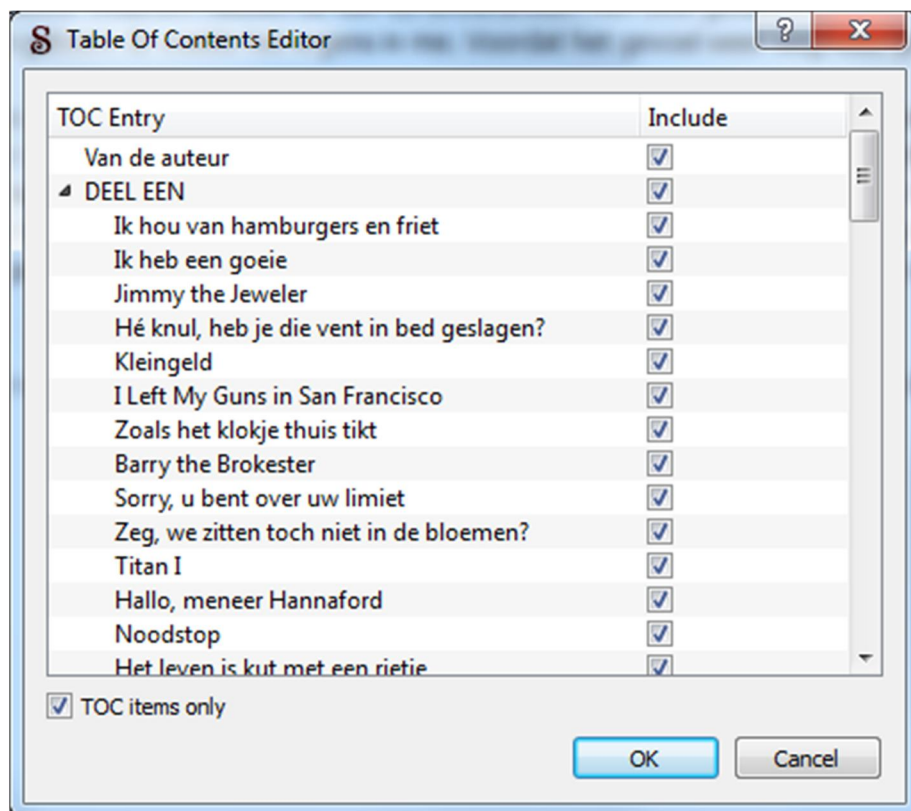 S Table Of Contents Editor
TOC Entry Include
Van de auteur
DEEL EEN
Ik hou van hamburgers en friet
Ik heb een goeie
Jimmy the Jeweler
Hé knul, heb je die vent in bed geslagen?
Kleingeld
I Left My Guns in San Francisco
Zoals het klokje thuis tikt
Barry the Brokester
Sorry, u bent over uw limiet
Zeg, we zitten toch niet in de bloemen?
Titan I
Hallo, meneer Hannaford
Noodstop
Het leven is kut met een rietje
TOC items only
OK Cancel